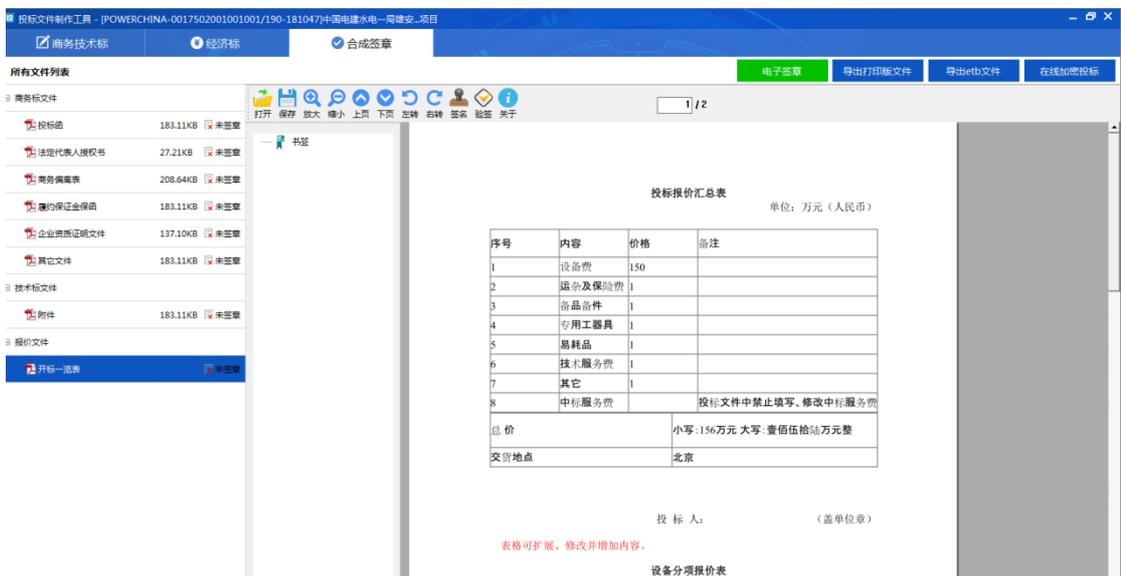 投标文件制作工具 - [POWERCHINA-0017502001001001/190-181047]中国电建水电一局雄安...项目
商务技术标 经济标 合成签章
所有文件列表 电子签章 导出打印版文件 导出etb文件 在线加密投标
商务标文件
投标函 183.11KB 未签章
法定代表人授权书 27.21KB 未签章
商务偏离表 208.64KB 未签章
履约保证金保函 183.11KB 未签章
企业资质证明文件 137.10KB 未签章
其它文件 183.11KB 未签章
技术标文件
附件 183.11KB 未签章
报价文件
开标一览表 未签章
打开 保存 放大 缩小 上页 下页 左转 右转 签名 验签 关于 1 / 2
书签
投标报价汇总表
单位：万元（人民币）
序号 内容 价格 备注
1 设备费 150
2 运杂及保险费 1
3 备品备件 1
4 专用工器具 1
5 易耗品 1
6 技术服务费 1
7 其它 1
8 中标服务费 投标文件中禁止填写、修改中标服务费
总 价 小写:156万元 大写:壹佰伍拾陆万元整
交货地点 北京
投 标 人： （盖单位章）
表格可扩展、修改并增加内容。
设备分项报价表